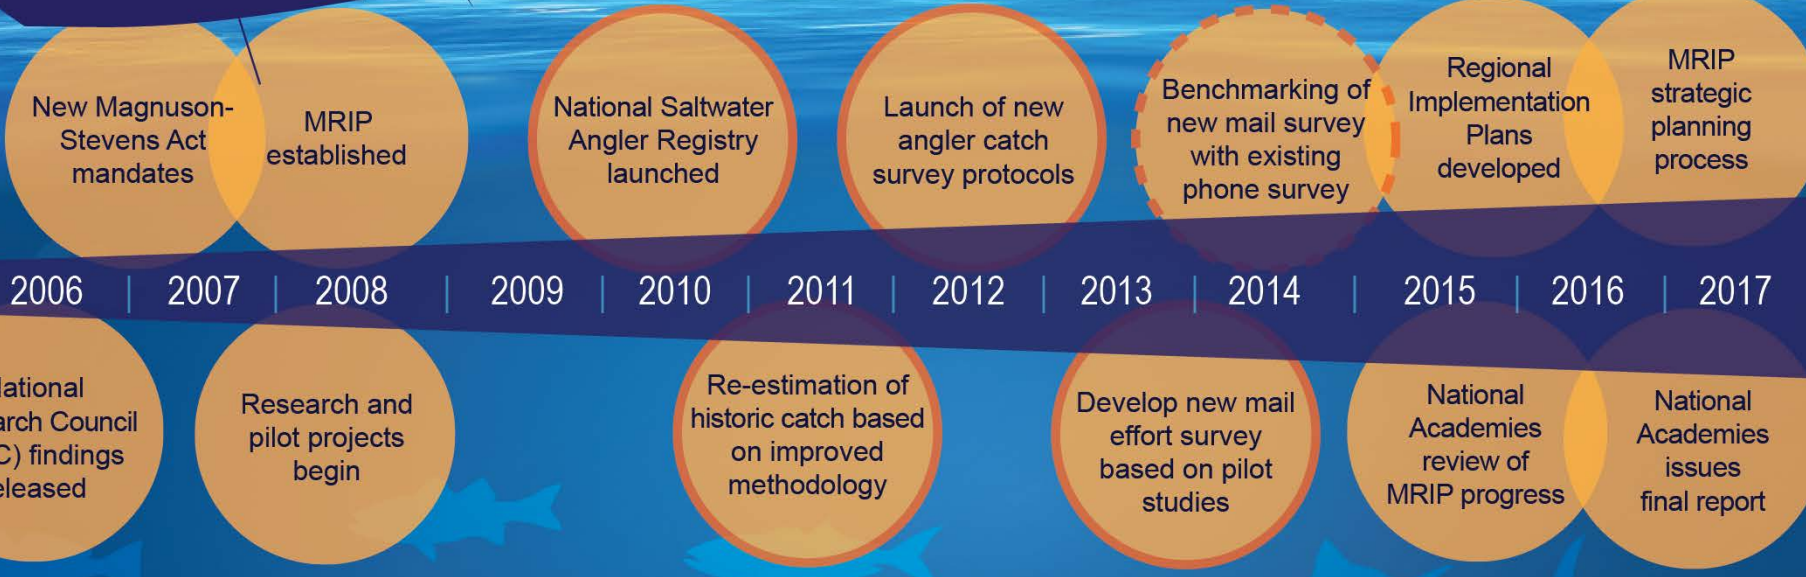 New Magnuson-
Stevens Act
mandates
MRIP
established
National Saltwater
Angler Registry
launched
Launch of new
angler catch
survey protocols
Benchmarking of
new mail survey
with existing
phone survey
Regional
Implementation
Plans
developed
MRIP
strategic
planning
process
2006 | 2007 | 2008 | 2009 | 2010 | 2011 | 2012 | 2013 | 2014 | 2015 | 2016 | 2017
Council
findings
Research and
pilot projects
begin
Re-estimation of
historic catch based
on improved
methodology
Develop new mail
effort survey
based on pilot
studies
National
Academies
review of
MRIP progress
National
Academies
issues
final report